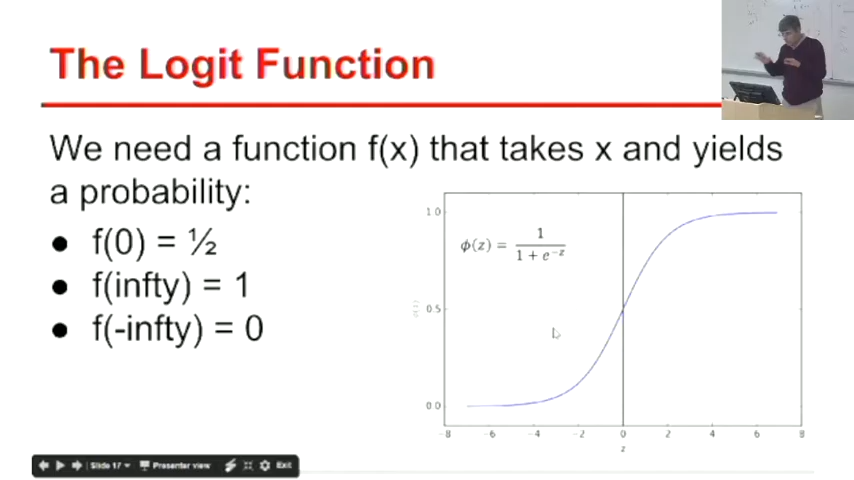 The Logit Function
We need a function f(x) that takes x and yields
a probability:
● f(0) = ½
● f(infty) = 1
● f(-infty) = 0
ϕ(z) = 1 / (1 + e^{-z})
1.0
0.5
0.0
-8 -6 -4 -2 0 2 4 6 8
z
Slide 17 Presenter view Exit